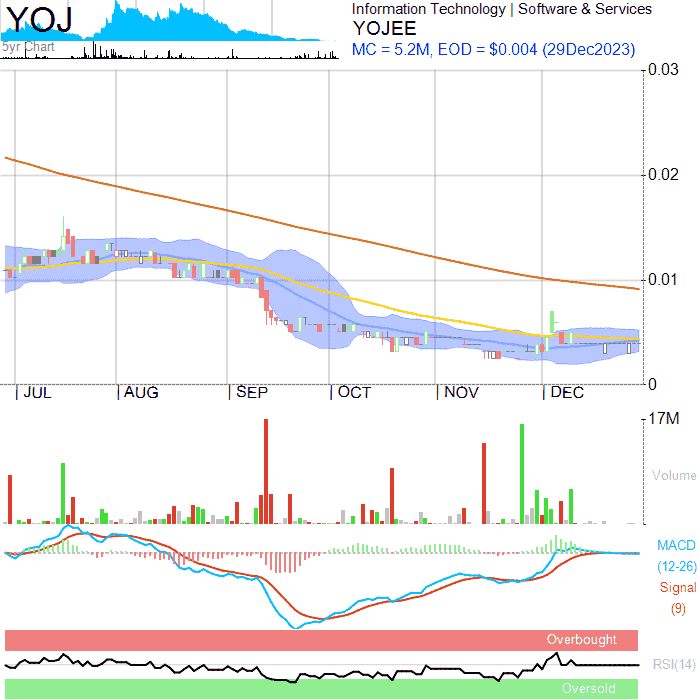 YOJ
5yr Chart
Information Technology | Software & Services
YOJEE
MC = 5.2M, EOD = $0.004 (29Dec2023)
0.03
0.02
0.01
0
JUL AUG SEP OCT NOV DEC
17M
Volume
MACD
(12-26)
Signal
(9)
Overbought
RSI(14)
Oversold